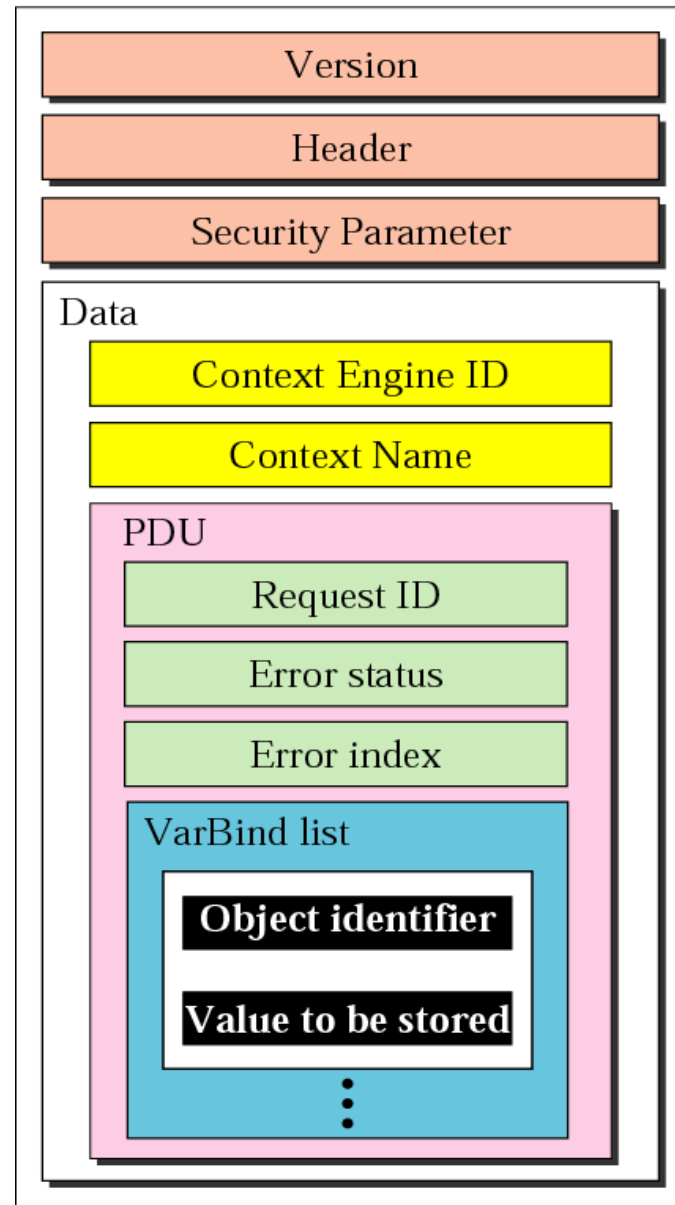 Version
Header
Security Parameter
Data
Context Engine ID
Context Name
PDU
Request ID
Error status
Error index
VarBind list
Object identifier
Value to be stored